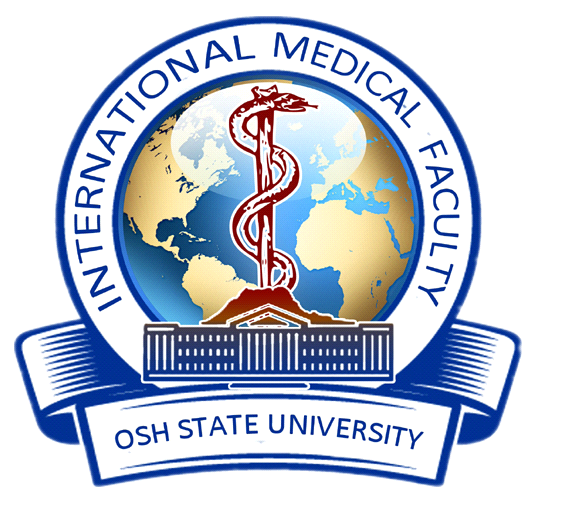 INTERNATIONAL MEDICAL FACULTY
OSH STATE UNIVERSITY